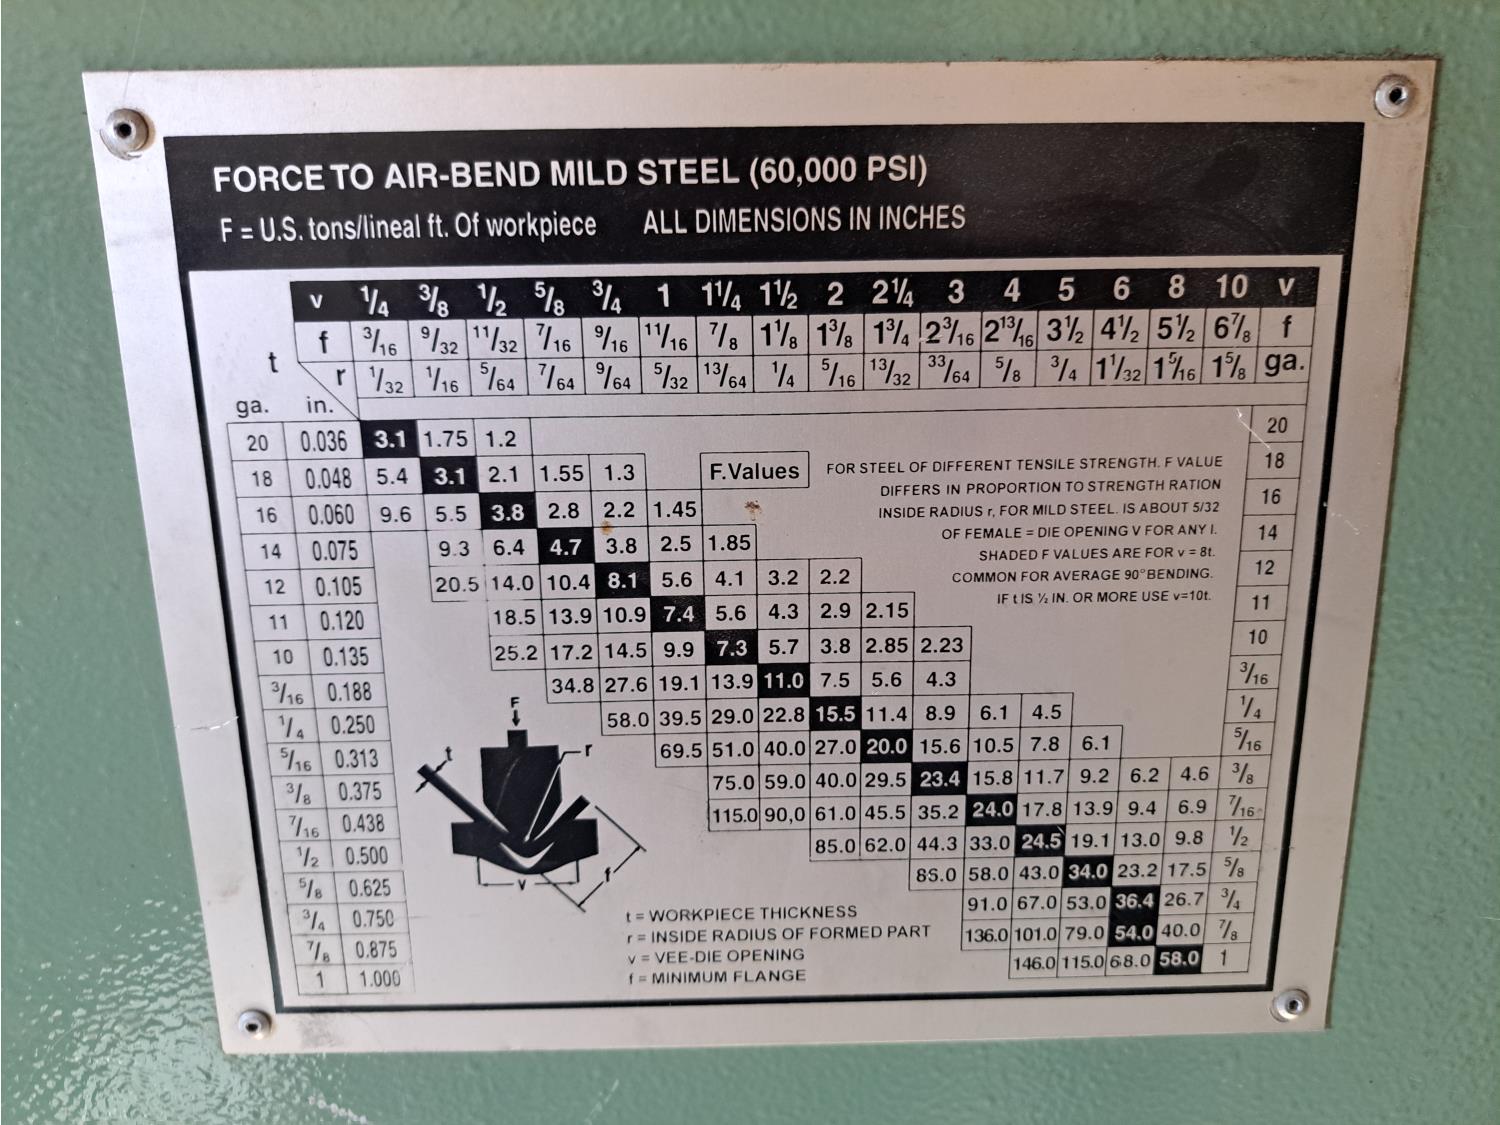 FORCE TO AIR-BEND MILD STEEL (60,000 PSI)
F = U.S. tons/lineal ft. Of workpiece ALL DIMENSIONS IN INCHES
v 1/4 3/8 1/2 5/8 3/4 1 1 1/4 1 1/2 2 2 1/4 3 4 5 6 8 10 v
f 3/16 9/32 11/32 7/16 9/16 11/16 7/8 1 1/8 1 3/8 1 3/4 2 3/16 2 13/16 3 1/2 4 1/2 5 1/2 6 7/8 f
t r 1/32 1/16 5/64 7/64 9/64 5/32 13/64 1/4 5/16 13/32 33/64 5/8 3/4 1 1/32 1 5/16 1 5/8 ga.
ga. in.
20 0.036 3.1 1.75 1.2 20
18 0.048 5.4 3.1 2.1 1.55 1.3 18
16 0.060 9.6 5.5 3.8 2.8 2.2 1.45 16
14 0.075 9.3 6.4 4.7 3.8 2.5 1.85 14
12 0.105 20.5 14.0 10.4 8.1 5.6 4.1 3.2 2.2 12
11 0.120 18.5 13.9 10.9 7.4 5.6 4.3 2.9 2.15 11
10 0.135 25.2 17.2 14.5 9.9 7.3 5.7 3.8 2.85 2.23 10
3/16 0.188 34.8 27.6 19.1 13.9 11.0 7.5 5.6 4.3 3/16
1/4 0.250 58.0 39.5 29.0 22.8 15.5 11.4 8.9 6.1 4.5 1/4
5/16 0.313 69.5 51.0 40.0 27.0 20.0 15.6 10.5 7.8 6.1 5/16
3/8 0.375 75.0 59.0 40.0 29.5 23.4 15.8 11.7 9.2 6.2 4.6 3/8
7/16 0.438 115.0 90,0 61.0 45.5 35.2 24.0 17.8 13.9 9.4 6.9 7/16
1/2 0.500 85.0 62.0 44.3 33.0 24.5 19.1 13.0 9.8 1/2
5/8 0.625 85.0 58.0 43.0 34.0 23.2 17.5 5/8
3/4 0.750 91.0 67.0 53.0 36.4 26.7 3/4
7/8 0.875 136.0 101.0 79.0 54.0 40.0 7/8
1 1.000 146.0 115.0 68.0 58.0 1
F.Values
FOR STEEL OF DIFFERENT TENSILE STRENGTH. F VALUE
DIFFERS IN PROPORTION TO STRENGTH RATION
INSIDE RADIUS r, FOR MILD STEEL. IS ABOUT 5/32
OF FEMALE = DIE OPENING V FOR ANY I.
SHADED F VALUES ARE FOR v = 8t.
COMMON FOR AVERAGE 90°BENDING.
IF t IS ½ IN. OR MORE USE v=10t.
F
t
r
v
f
t = WORKPIECE THICKNESS
r = INSIDE RADIUS OF FORMED PART
v = VEE-DIE OPENING
f = MINIMUM FLANGE